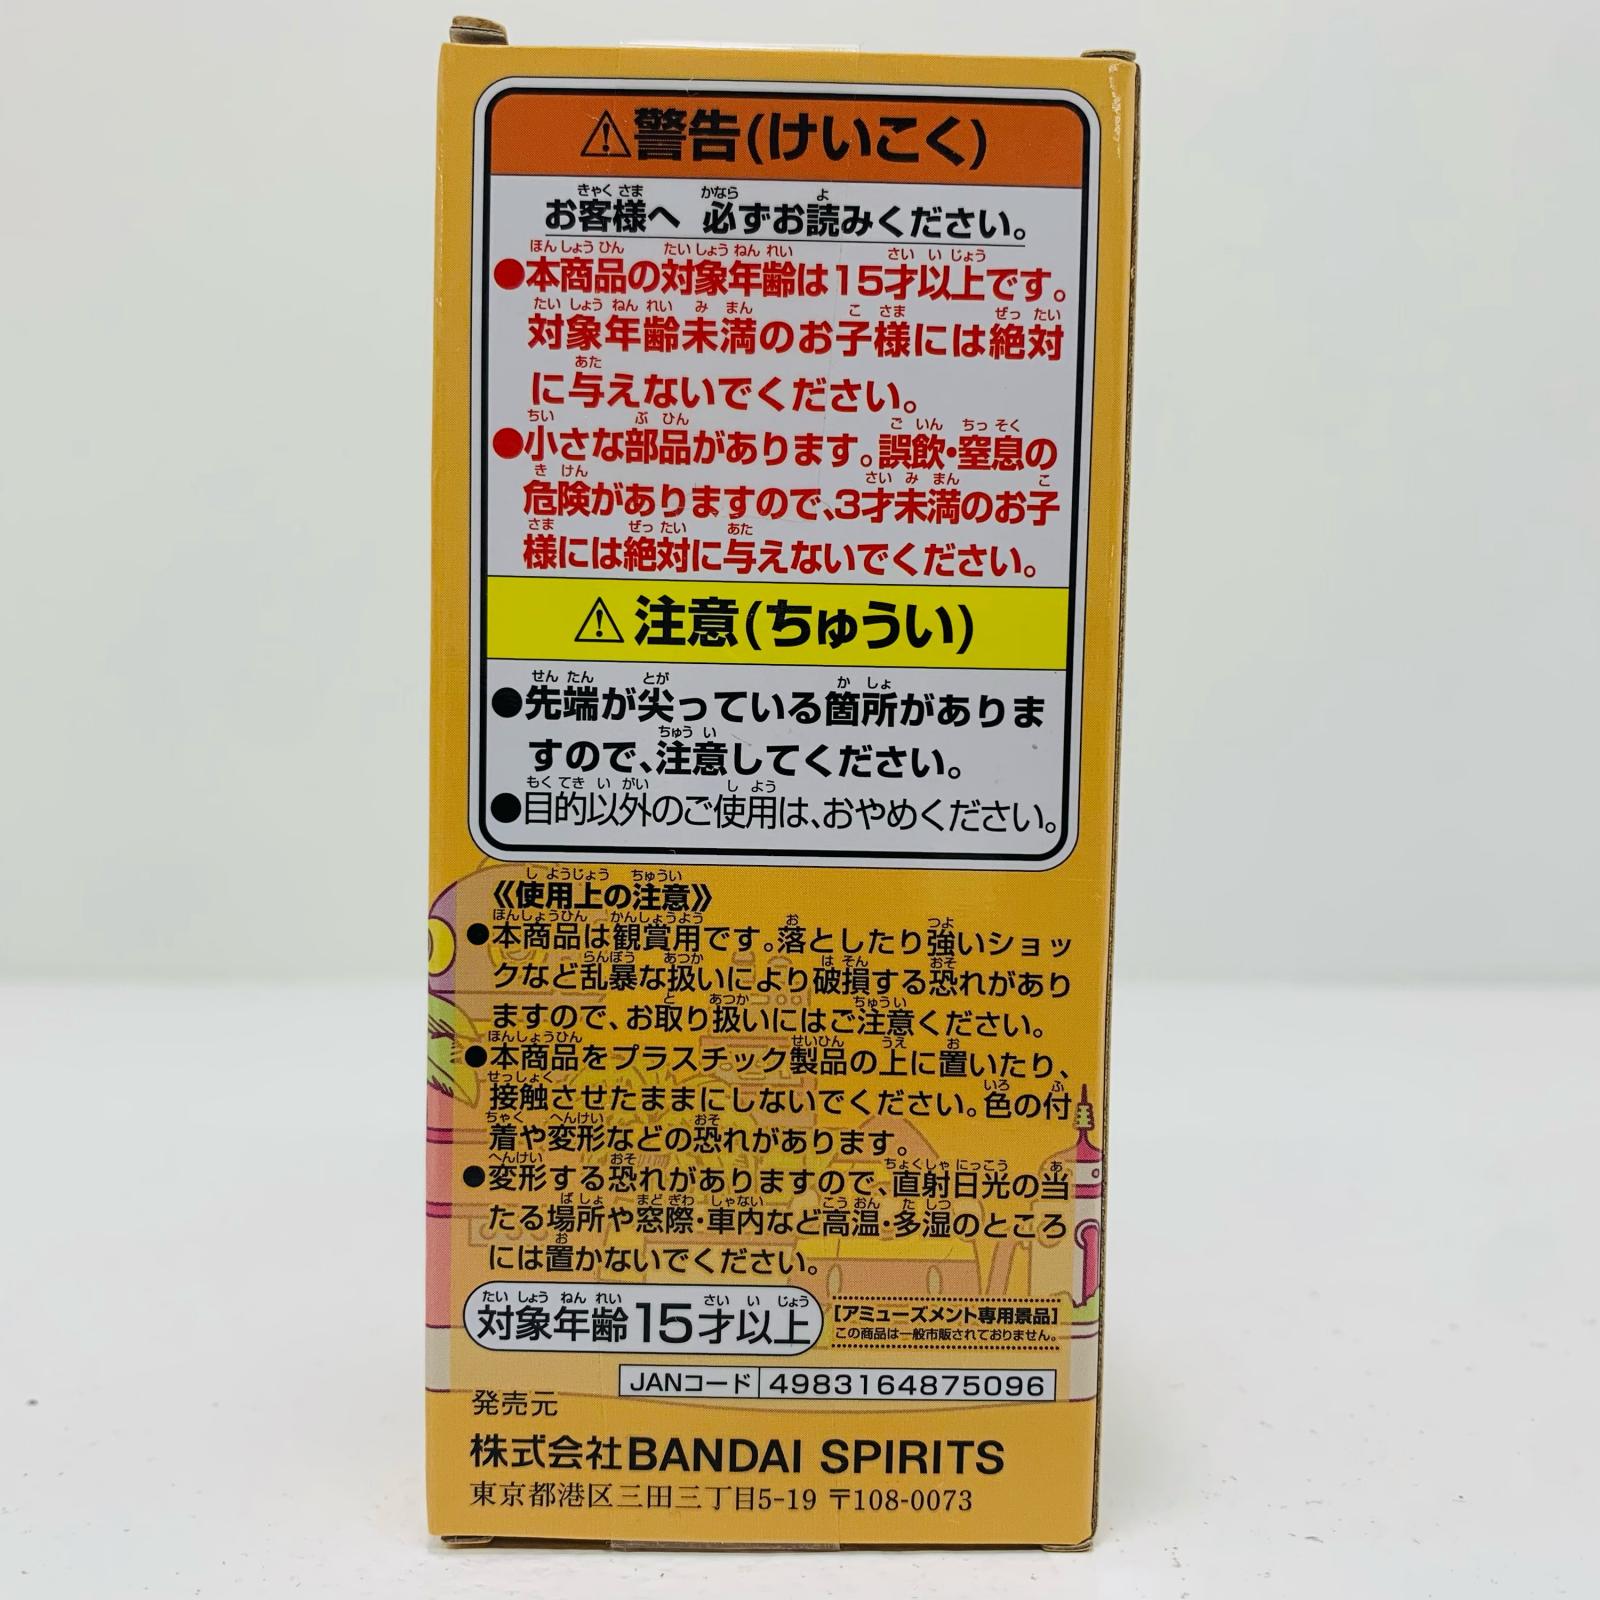 ⚠警告(けいこく)
お客様へ 必ずお読みください。
●本商品の対象年齢は15才以上です。
対象年齢未満のお子様には絶対
に与えないでください。
●小さな部品があります。誤飲・窒息の
危険がありますので、3才未満のお子
様には絶対に与えないでください。
⚠注意(ちゅうい)
●先端が尖っている箇所がありま
すので、注意してください。
●目的以外のご使用は、おやめください。
《使用上の注意》
●本商品は観賞用です。落としたり強いショッ
クなど乱暴な扱いにより破損する恐れがあり
ますので、お取り扱いにはご注意ください。
●本商品をプラスチック製品の上に置いたり、
接触させたままにしないでください。色の付
着や変形などの恐れがあります。
●変形する恐れがありますので、直射日光の当
たる場所や窓際・車内など高温・多湿のところ
には置かないでください。
対象年齢15才以上
[アミューズメント専用景品]
この商品は一般市販されておりません。
JANコード 4983164875096
発売元
株式会社BANDAI SPIRITS
東京都港区三田三丁目5-19 〒108-0073